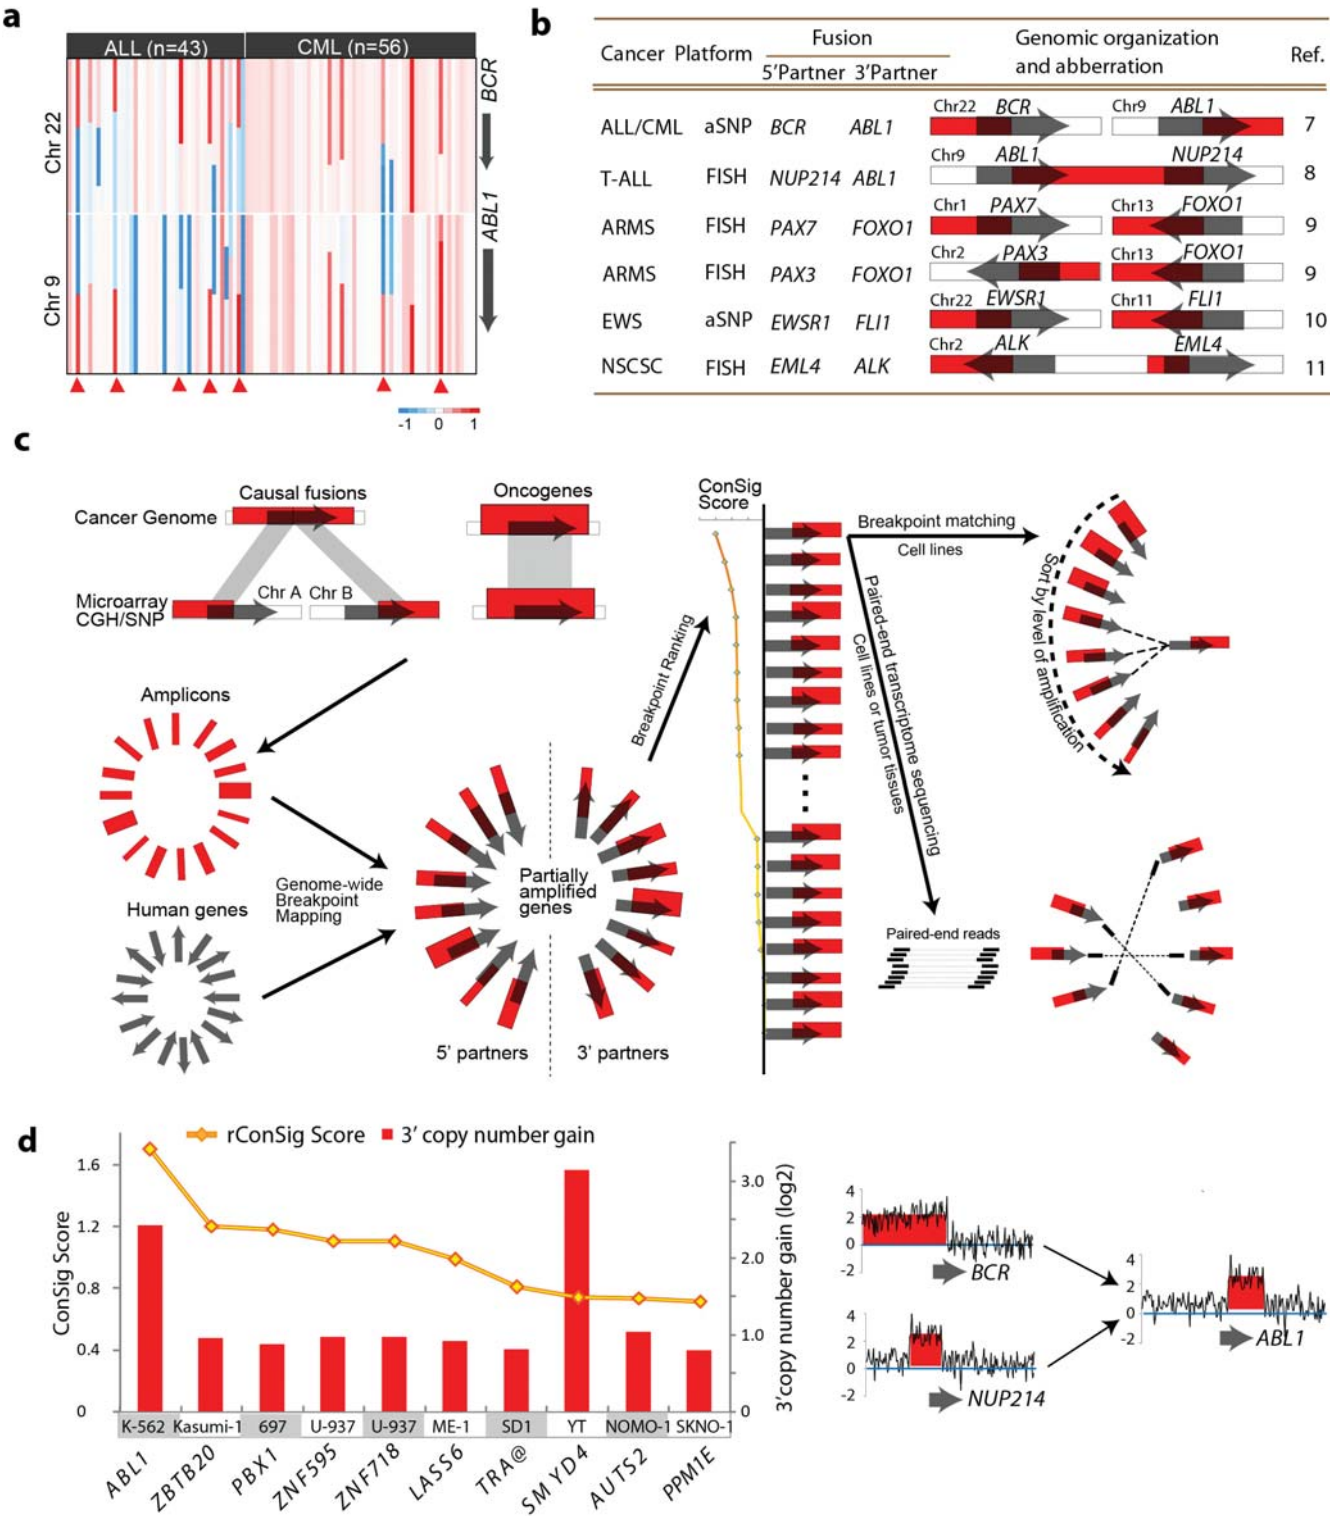 a
ALL (n=43) CML (n=56)
Chr 22
BCR
Chr 9
ABL1
-1 0 1
b
Cancer Platform Fusion Genomic organization and abberration Ref.
5'Partner 3'Partner
Chr22 BCR Chr9 ABL1
ALL/CML aSNP BCR ABL1 7
Chr9 ABL1 NUP214
T-ALL FISH NUP214 ABL1 8
Chr1 PAX7 Chr13 FOXO1
ARMS FISH PAX7 FOXO1 9
Chr2 PAX3 Chr13 FOXO1
ARMS FISH PAX3 FOXO1 9
Chr22 EWSR1 Chr11 FLI1
EWS aSNP EWSR1 FLI1 10
Chr2 ALK EML4
NSCSC FISH EML4 ALK 11
c
Causal fusions
Oncogenes
Cancer Genome
Chr A Chr B
Microarray
CGH/SNP
Amplicons
Human genes
Genome-wide
Breakpoint
Mapping
Partially
amplified
genes
5' partners 3' partners
Breakpoint Ranking
ConSig
Score
Breakpoint matching
Cell lines
Paired-end transcriptome sequencing
Cell lines or tumor tissues
Sort by level of amplification
Paired-end reads
d
rConSig Score 3' copy number gain
ConSig Score
1.6
1.2
0.8
0.4
0
3.0
2.0
1.0
0
3'copy number gain (log2)
K-562 Kasumi-1 697 U-937 U-937 ME-1 SD1 YT NOMO-1 SKNO-1
ABL1 ZBTB20 PBX1 ZNF595 ZNF718 LASS6 TRA@ SMYD4 AUTS2 PPM1E
4
2
0
-2
BCR
4
2
0
-2
NUP214
4
2
0
-2
ABL1